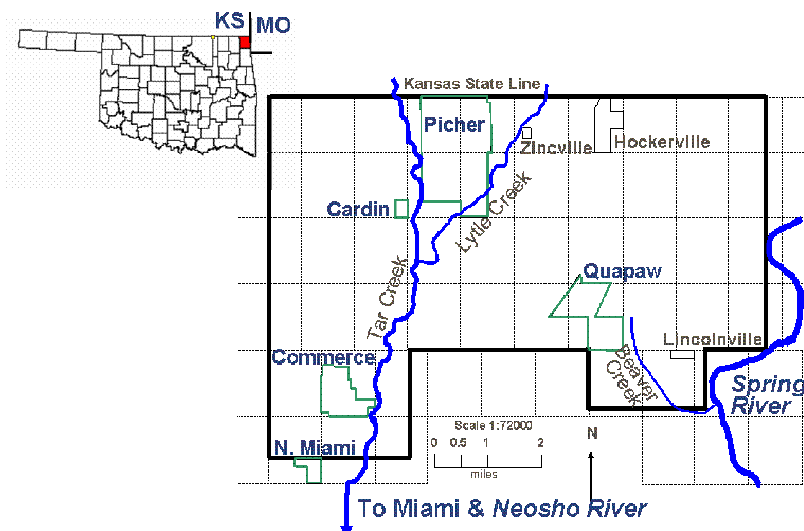 KS MO
Kansas State Line
Picher
Zincville
Hockerville
Cardin
Lytle Creek
Quapaw
Tar Creek
Lincolnville
Commerce
Beaver
Creek
Spring
River
Scale 1:72000
N
0 0.5 1 2
miles
N. Miami
To Miami & Neosho River